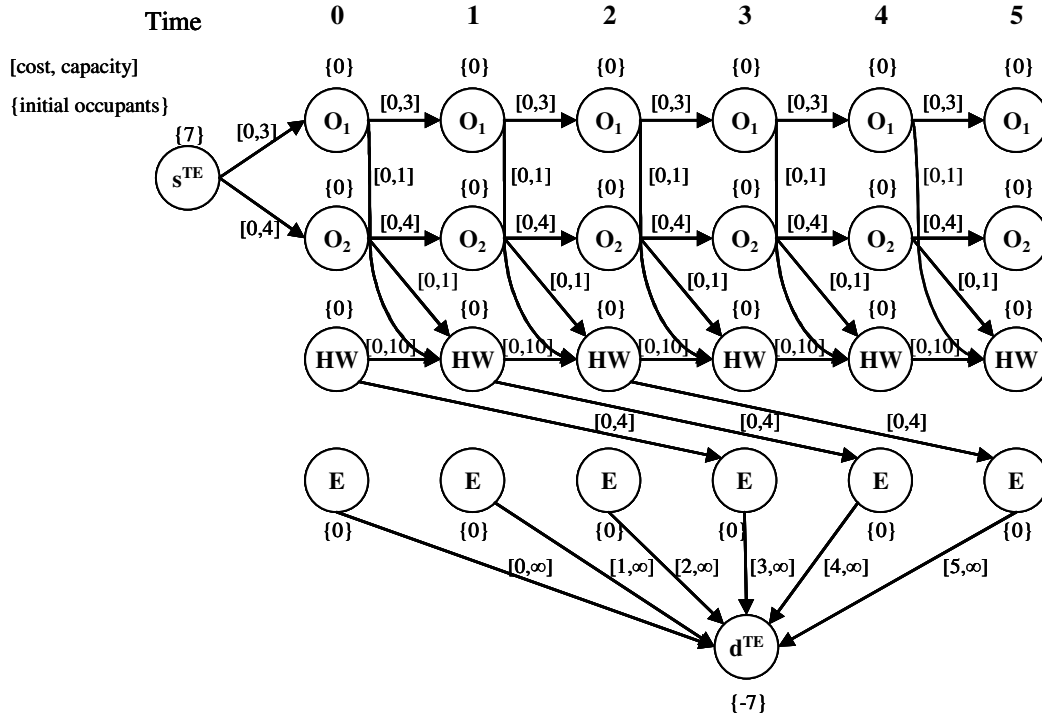 Time 0 1 2 3 4 5
[cost, capacity] {0} {0} {0} {0} {0} {0}
{initial occupants}
[0,3] [0,3] [0,3] [0,3] [0,3]
O1 O1 O1 O1 O1 O1
{7} [0,3]
sTE
[0,1] [0,1] [0,1] [0,1] [0,1]
{0} {0} {0} {0} {0} {0}
[0,4]
[0,4] [0,4] [0,4] [0,4] [0,4]
O2 O2 O2 O2 O2 O2
[0,1] [0,1] [0,1] [0,1] [0,1]
{0} {0} {0} {0} {0} {0}
[0,10] [0,10] [0,10] [0,10] [0,10]
HW HW HW HW HW HW
[0,4] [0,4] [0,4]
E E E E E E
{0} {0} {0} {0} {0} {0}
[0,∞] [1,∞] [2,∞] [3,∞] [4,∞] [5,∞]
dTE
{-7}